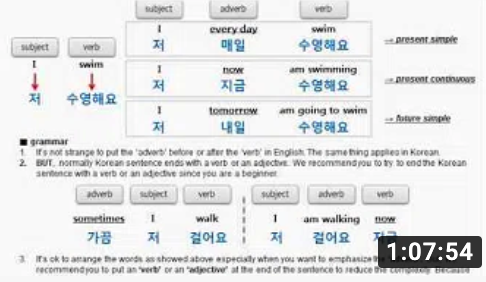 subject adverb verb
I every day swim
저 매일 수영해요
→ present simple
subject verb
I swim
저 수영해요
I now am swimming
저 지금 수영해요
→ present continuous
I tomorrow am going to swim
저 내일 수영해요
→ future simple
■ grammar
1. It's not strange to put the 'adverb' before or after the 'verb' in English. The same thing applies in Korean.
2. BUT, normally Korean sentence ends with a verb or an adjective. We recommend you to try to end the Korean
sentence with a verb or an adjective since you are a beginner.
adverb subject verb subject adverb verb
sometimes I walk I am walking now
가끔 저 걸어요 저 걸어요
3. It's ok to arrange the words as showed above especially when you want to emphasize
recommend you to put an 'verb' or an 'adjective' at the end of the sentence to reduce the complexity. Because
1:07:54